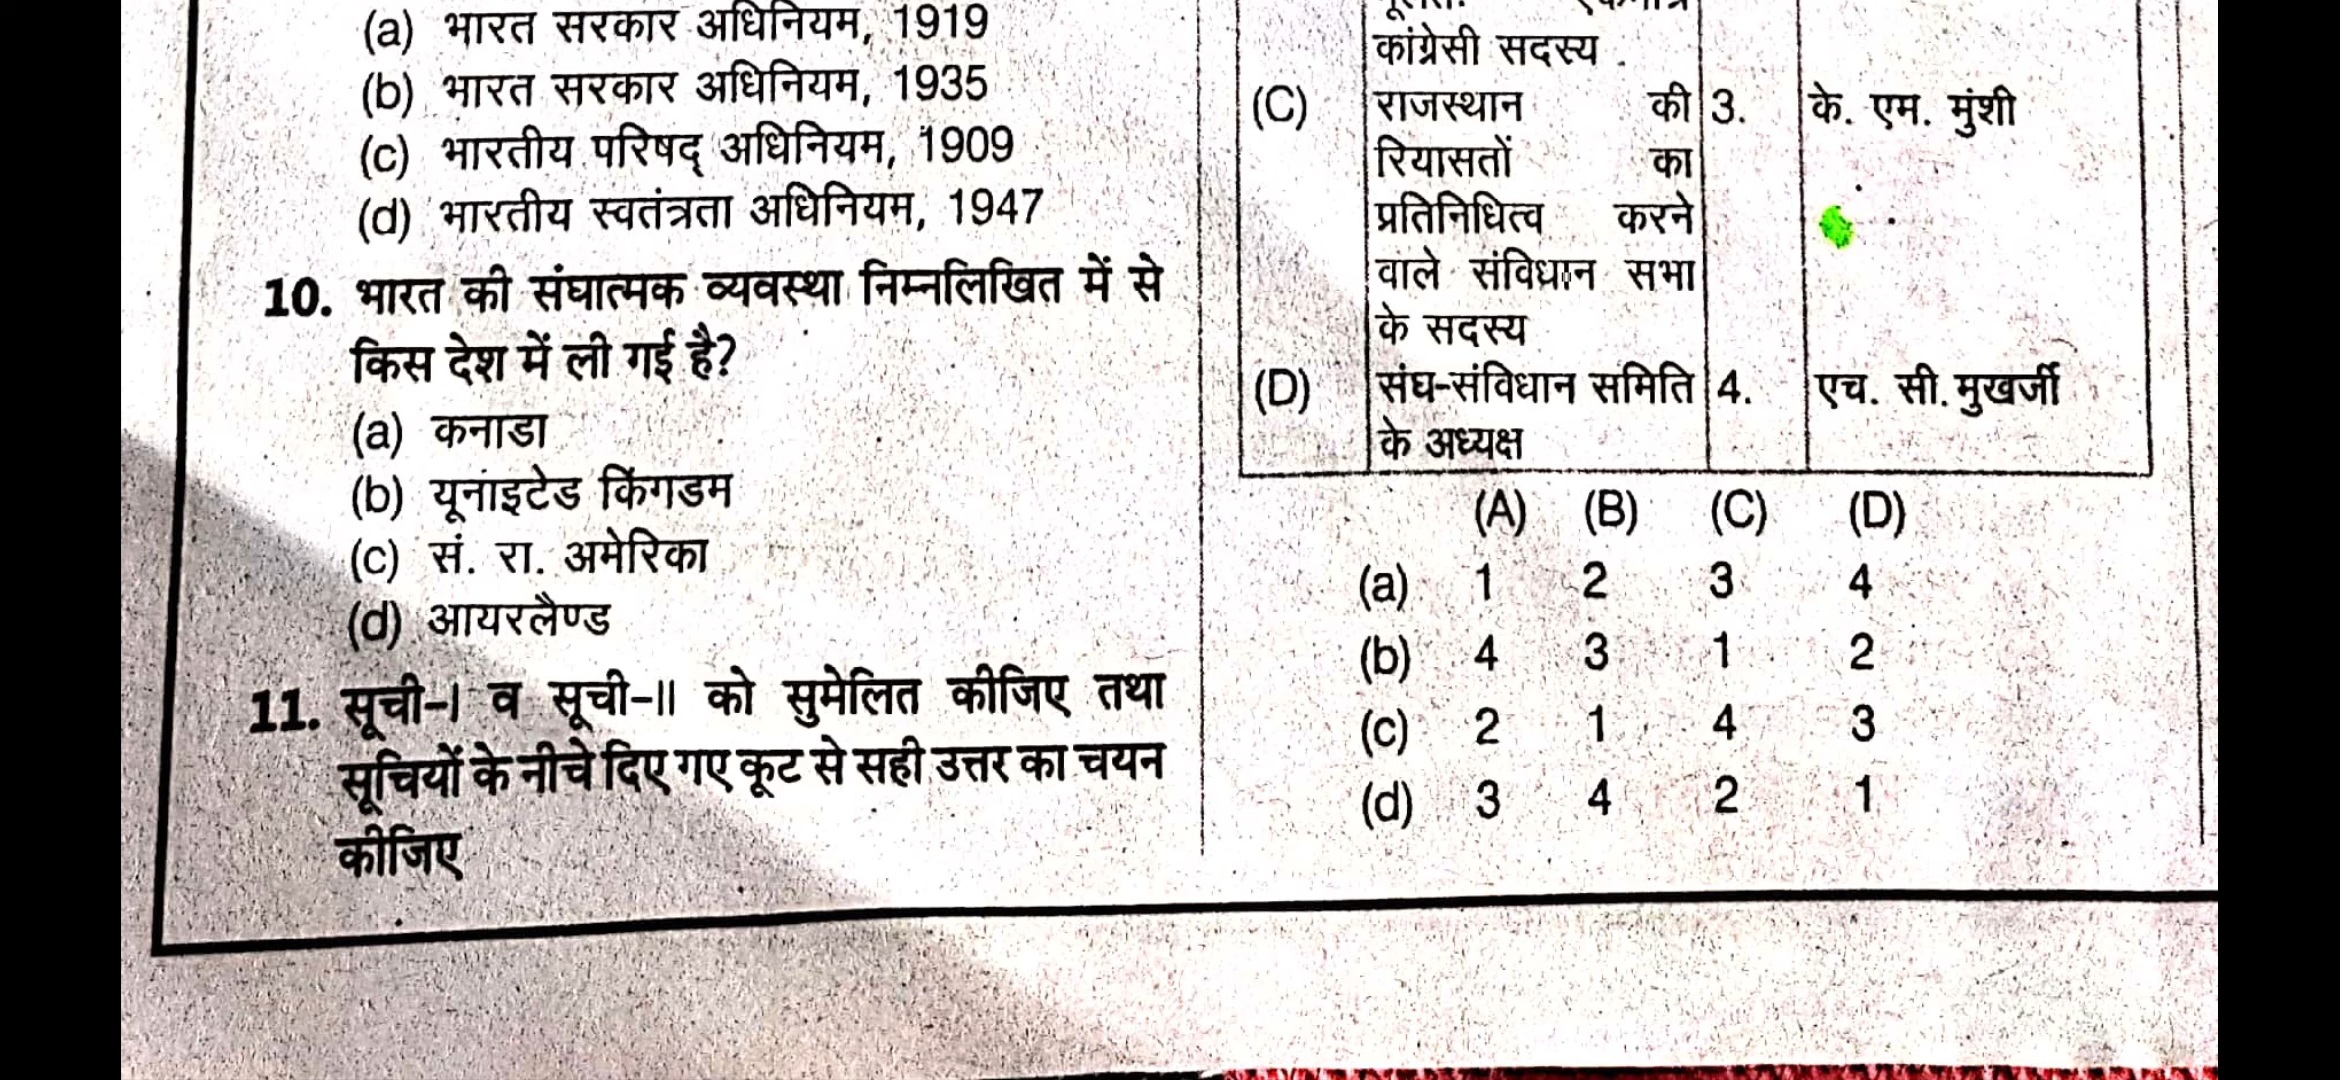 (a) भारत सरकार अधिनियम, 1919
(b) भारत सरकार अधिनियम, 1935
(c) भारतीय परिषद् अधिनियम, 1909
(d) भारतीय स्वतंत्रता अधिनियम, 1947
10. भारत की संघात्मक व्यवस्था निम्नलिखित में से
किस देश में ली गई है?
(a) कनाडा
(b) यूनांइटेड किंगडम
(c) सं. रा. अमेरिका
(d) आयरलैण्ड
11. सूची-I व सूची-II को सुमेलित कीजिए तथा
सूचियों के नीचे दिए गए कूट से सही उत्तर का चयन
कीजिए
कांग्रेसी सदस्य
(C) राजस्थान की 3. के. एम. मुंशी
रियासतों का
प्रतिनिधित्व करने
वाले संविधान सभा
के सदस्य
(D) संघ-संविधान समिति 4. एच. सी. मुखर्जी
के अध्यक्ष
(A) (B) (C) (D)
(a) 1 2 3 4
(b) 4 3 1 2
(c) 2 1 4 3
(d) 3 4 2 1